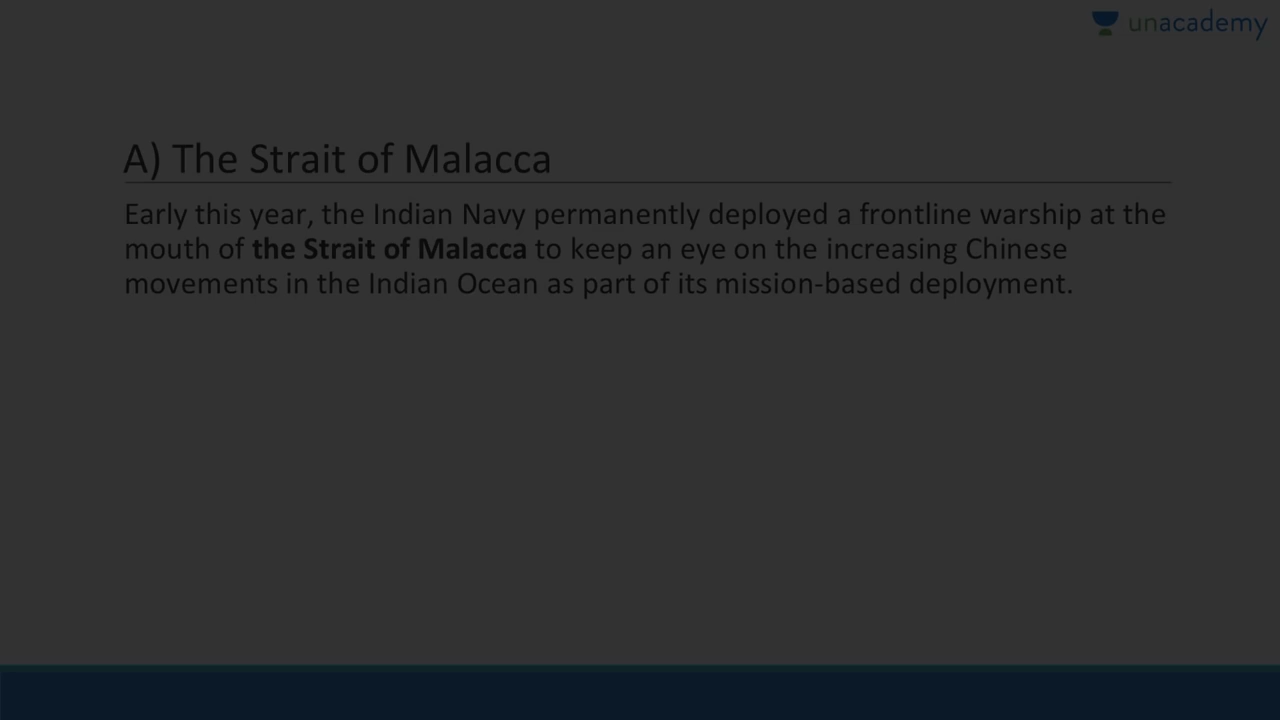 unacademy
A) The Strait of Malacca
Early this year, the Indian Navy permanently deployed a frontline warship at the
mouth of the Strait of Malacca to keep an eye on the increasing Chinese
movements in the Indian Ocean as part of its mission-based deployment.